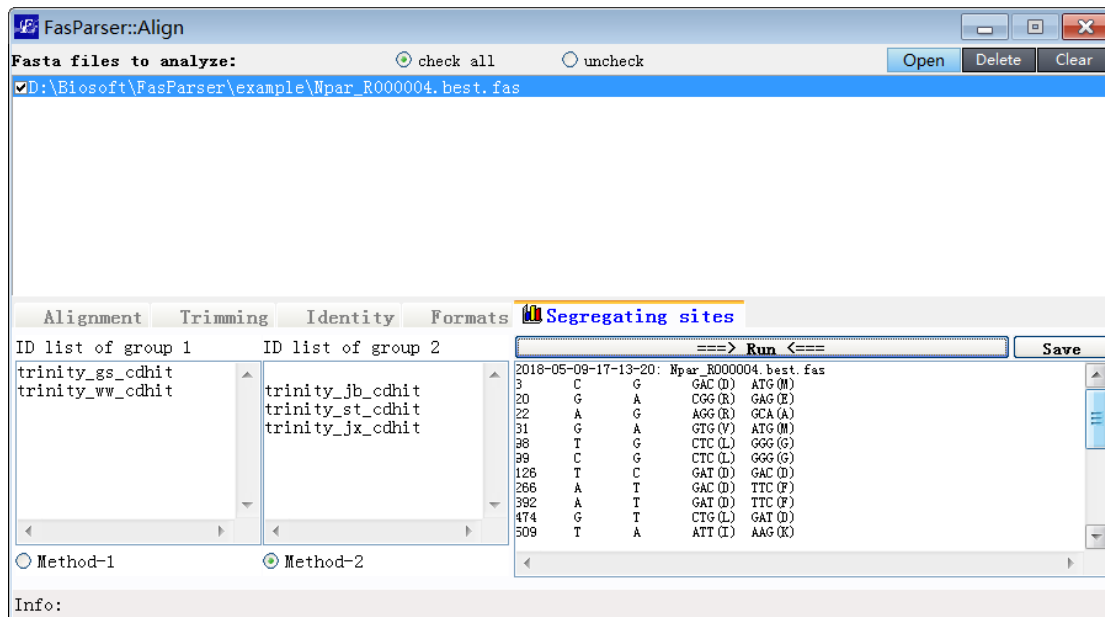 FasParser::Align
Fasta files to analyze: check all uncheck Open Delete Clear
D:\Biosoft\FasParser\example\Npar_R000004.best.fas
Alignment Trimming Identity Formats Segregating sites
ID list of group 1 ID list of group 2 ===> Run <=== Save
trinity_gs_cdhit
trinity_ww_cdhit
trinity_jb_cdhit
trinity_st_cdhit
trinity_jx_cdhit
2018-05-09-17-13-20: Npar_R000004.best.fas
3 C G GAC(D) ATG(M)
20 G A CGG(R) GAG(E)
22 A G AGG(R) GCA(A)
31 G A GTG(V) ATG(M)
98 T G CTC(L) GGG(G)
99 C G CTC(L) GGG(G)
126 T C GAT(D) GAC(D)
266 A T GAC(D) TTC(F)
392 A T GAT(D) TTC(F)
474 G T CTG(L) GAT(D)
509 T A ATT(I) AAG(K)
Method-1 Method-2
Info: